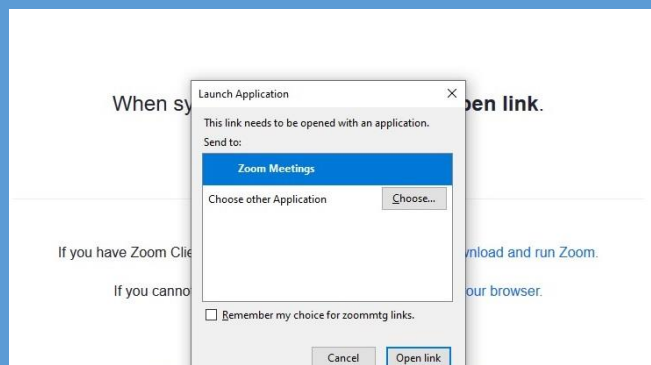 When sy
pen link.
Launch Application
This link needs to be opened with an application.
Send to:
Zoom Meetings
Choose other Application
Choose...
If you have Zoom Clie
nload and run Zoom.
If you canno
our browser.
Remember my choice for zoommtg links.
Cancel
Open link